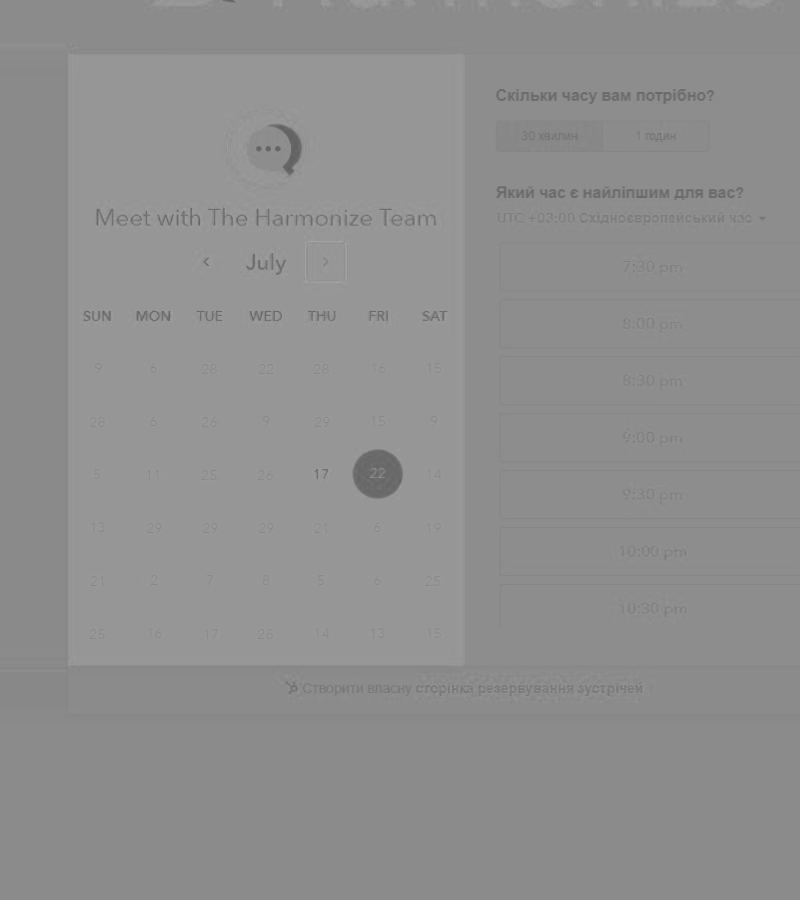 Meet with The Harmonize Team
July
SUN MON TUE WED THU FRI SAT
9 6 28 22 28 16 15
28 6 26 9 29 15 9
5 11 25 26 17 22 14
13 29 29 29 21 6 19
21 2 7 8 5 6 25
25 16 17 26 14 13 15
Скільки часу вам потрібно?
30 хвилин 1 годин
Який час є найліпшим для вас?
UTC +03:00 Східноєвропейський час
7:30 pm
8:00 pm
8:30 pm
9:00 pm
9:30 pm
10:00 pm
10:30 pm
Створити власну сторінка резервування зустрічей